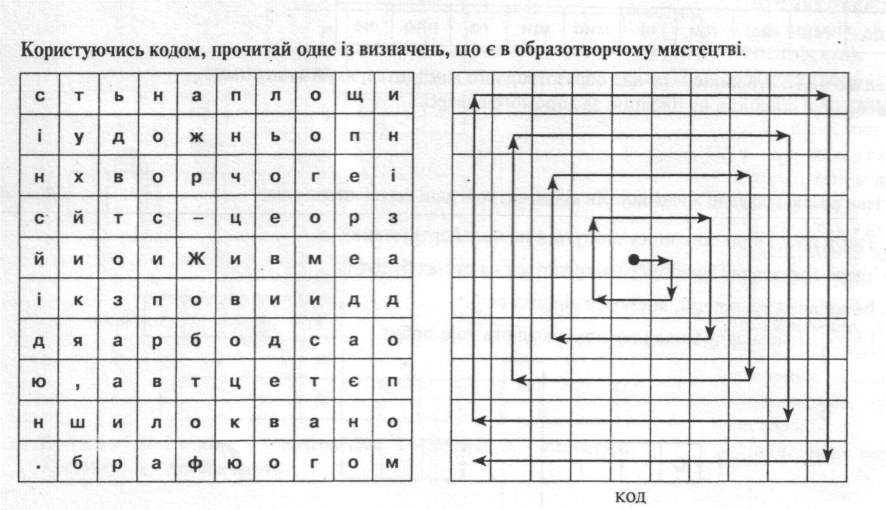 Користуючись кодом, прочитай одне із визначень, що є в образотворчому мистецтві.
с т ь н а п л о щ и
і у д о ж н ь о п н
н х в о р ч о г е і
с й т с – ц е о р з
й и о и Ж и в м е а
і к з п о в и и д д
д я а р б о д с а о
ю , а в т ц е т є п
н ш и л о к в а н о
. б р а ф ю о г о м
код